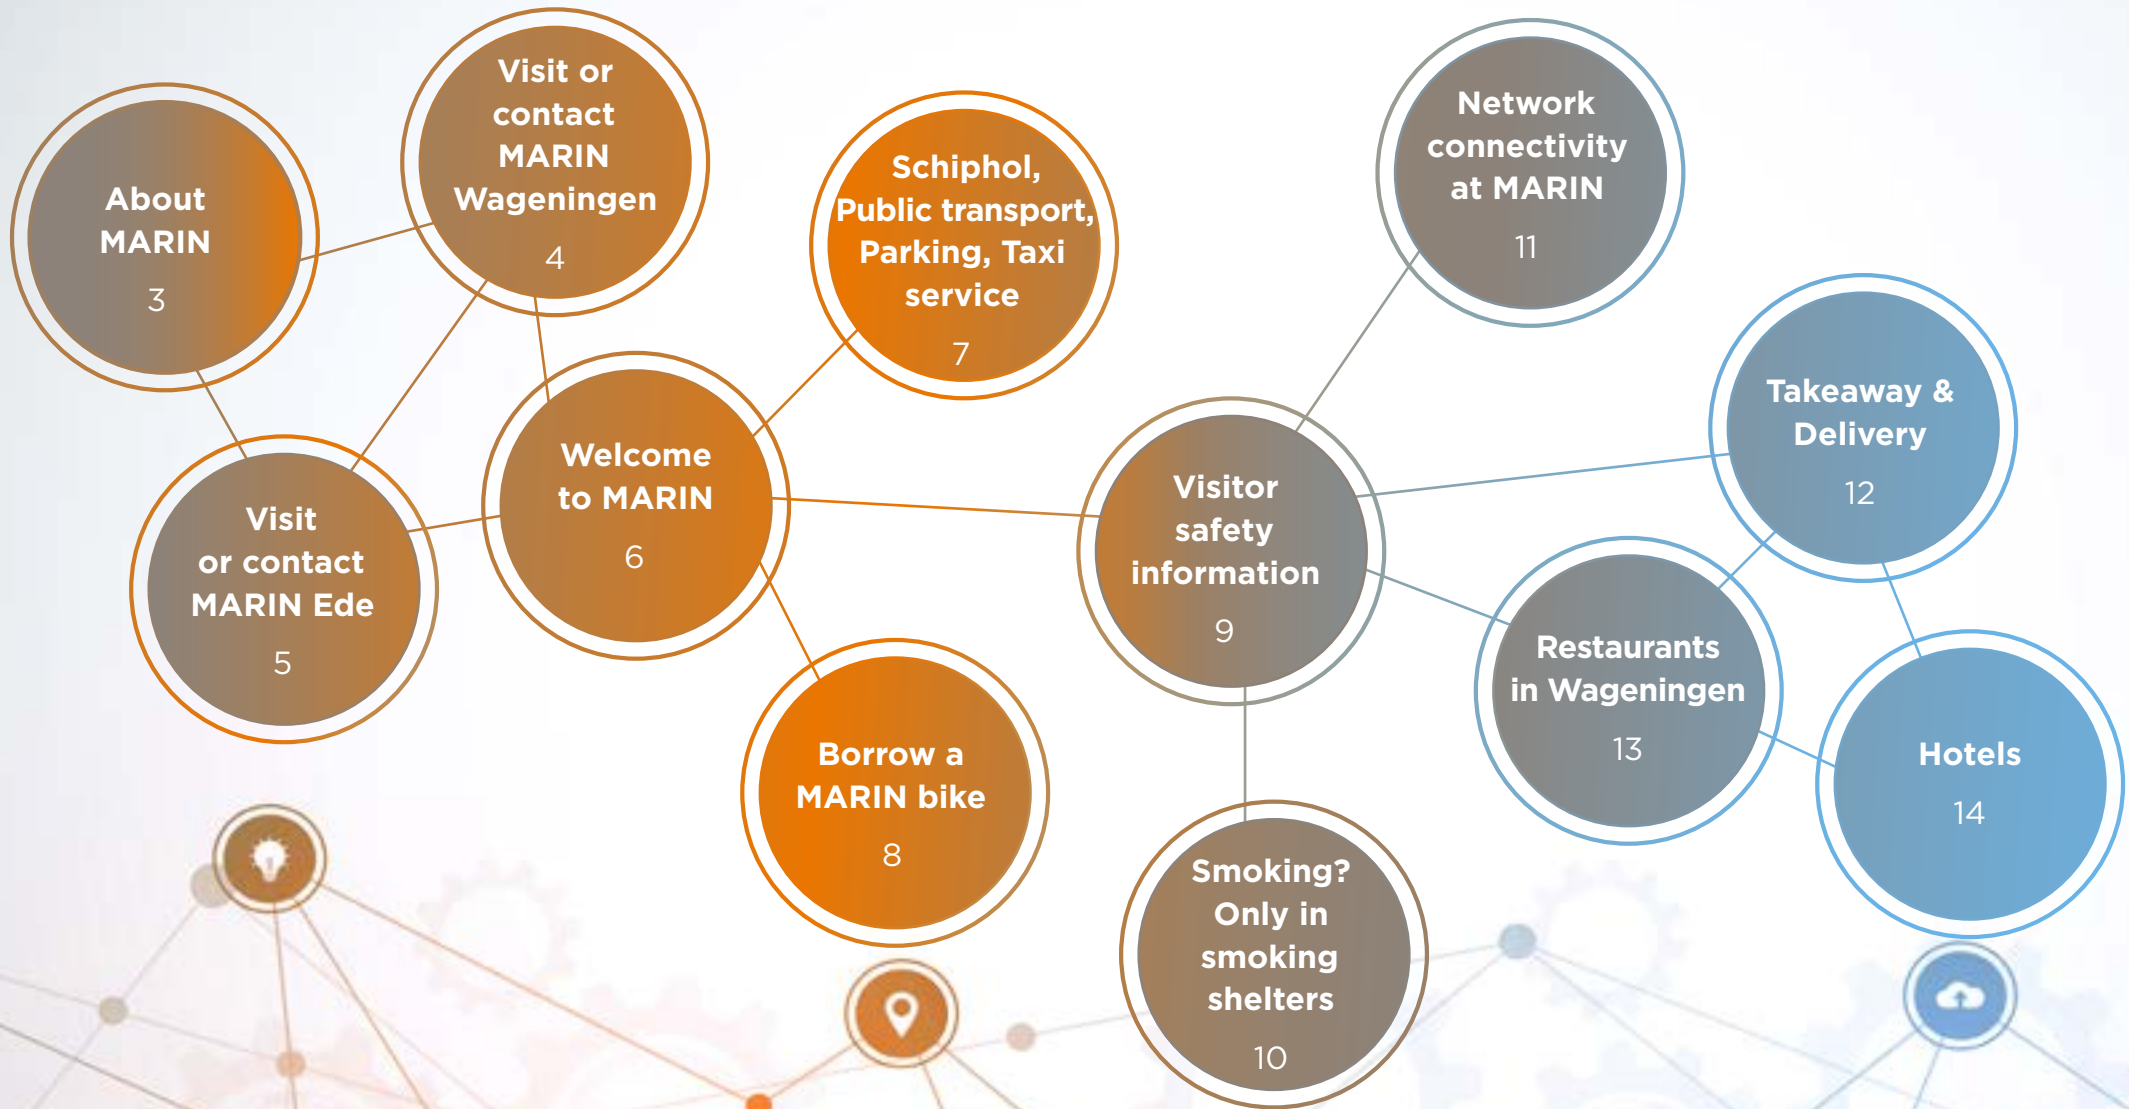 About
MARIN
3
Visit or
contact
MARIN
Wageningen
4
Visit
or contact
MARIN Ede
5
Welcome
to MARIN
6
Schiphol,
Public transport,
Parking, Taxi
service
7
Borrow a
MARIN bike
8
Visitor
safety
information
9
Smoking?
Only in
smoking
shelters
10
Network
connectivity
at MARIN
11
Takeaway &
Delivery
12
Restaurants
in Wageningen
13
Hotels
14